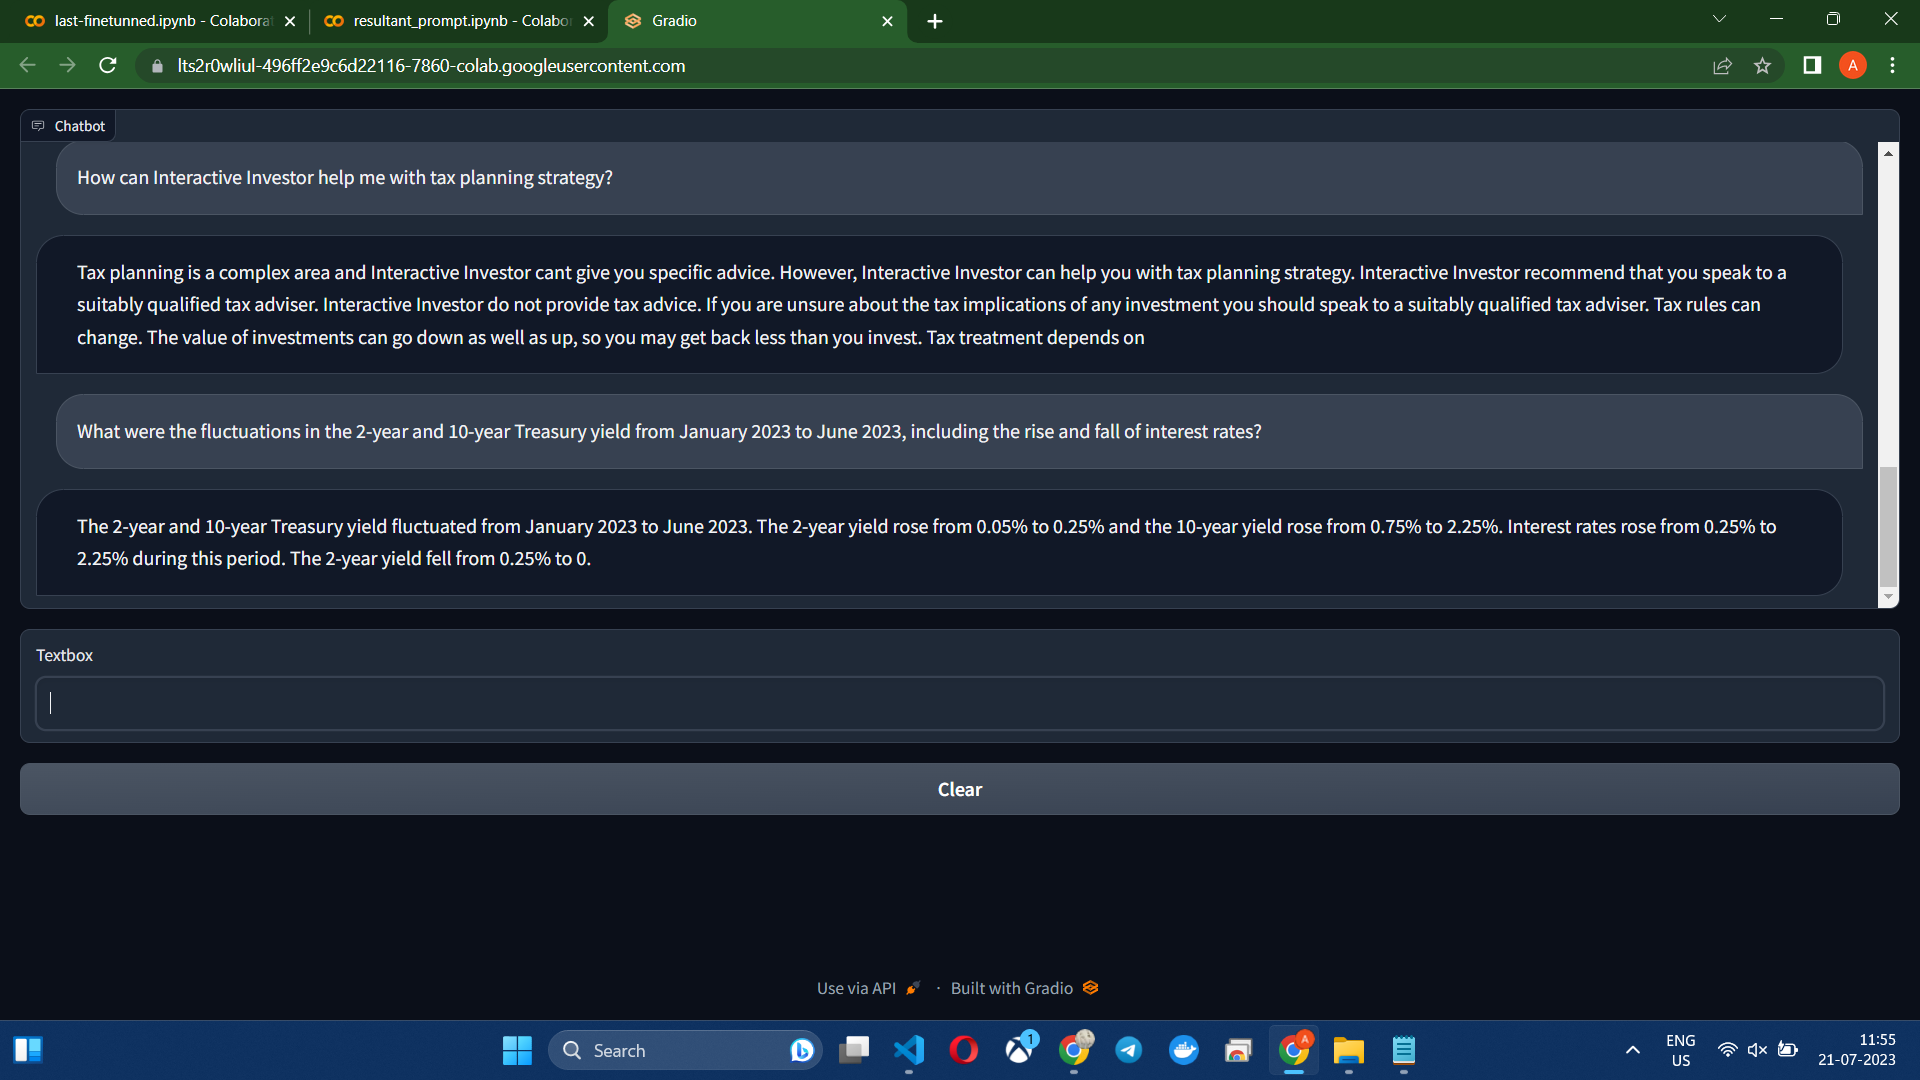 last-finetunned.ipynb - Colabora
resultant_prompt.ipynb - Colabo
Gradio
lts2r0wliul-496ff2e9c6d22116-7860-colab.googleusercontent.com
A
Chatbot
How can Interactive Investor help me with tax planning strategy?
Tax planning is a complex area and Interactive Investor cant give you specific advice. However, Interactive Investor can help you with tax planning strategy. Interactive Investor recommend that you speak to a
suitably qualified tax adviser. Interactive Investor do not provide tax advice. If you are unsure about the tax implications of any investment you should speak to a suitably qualified tax adviser. Tax rules can
change. The value of investments can go down as well as up, so you may get back less than you invest. Tax treatment depends on
What were the fluctuations in the 2-year and 10-year Treasury yield from January 2023 to June 2023, including the rise and fall of interest rates?
The 2-year and 10-year Treasury yield fluctuated from January 2023 to June 2023. The 2-year yield rose from 0.05% to 0.25% and the 10-year yield rose from 0.75% to 2.25%. Interest rates rose from 0.25% to
2.25% during this period. The 2-year yield fell from 0.25% to 0.
Textbox
Clear
Use via API · Built with Gradio
Search
1
A
ENG
US
11:55
21-07-2023